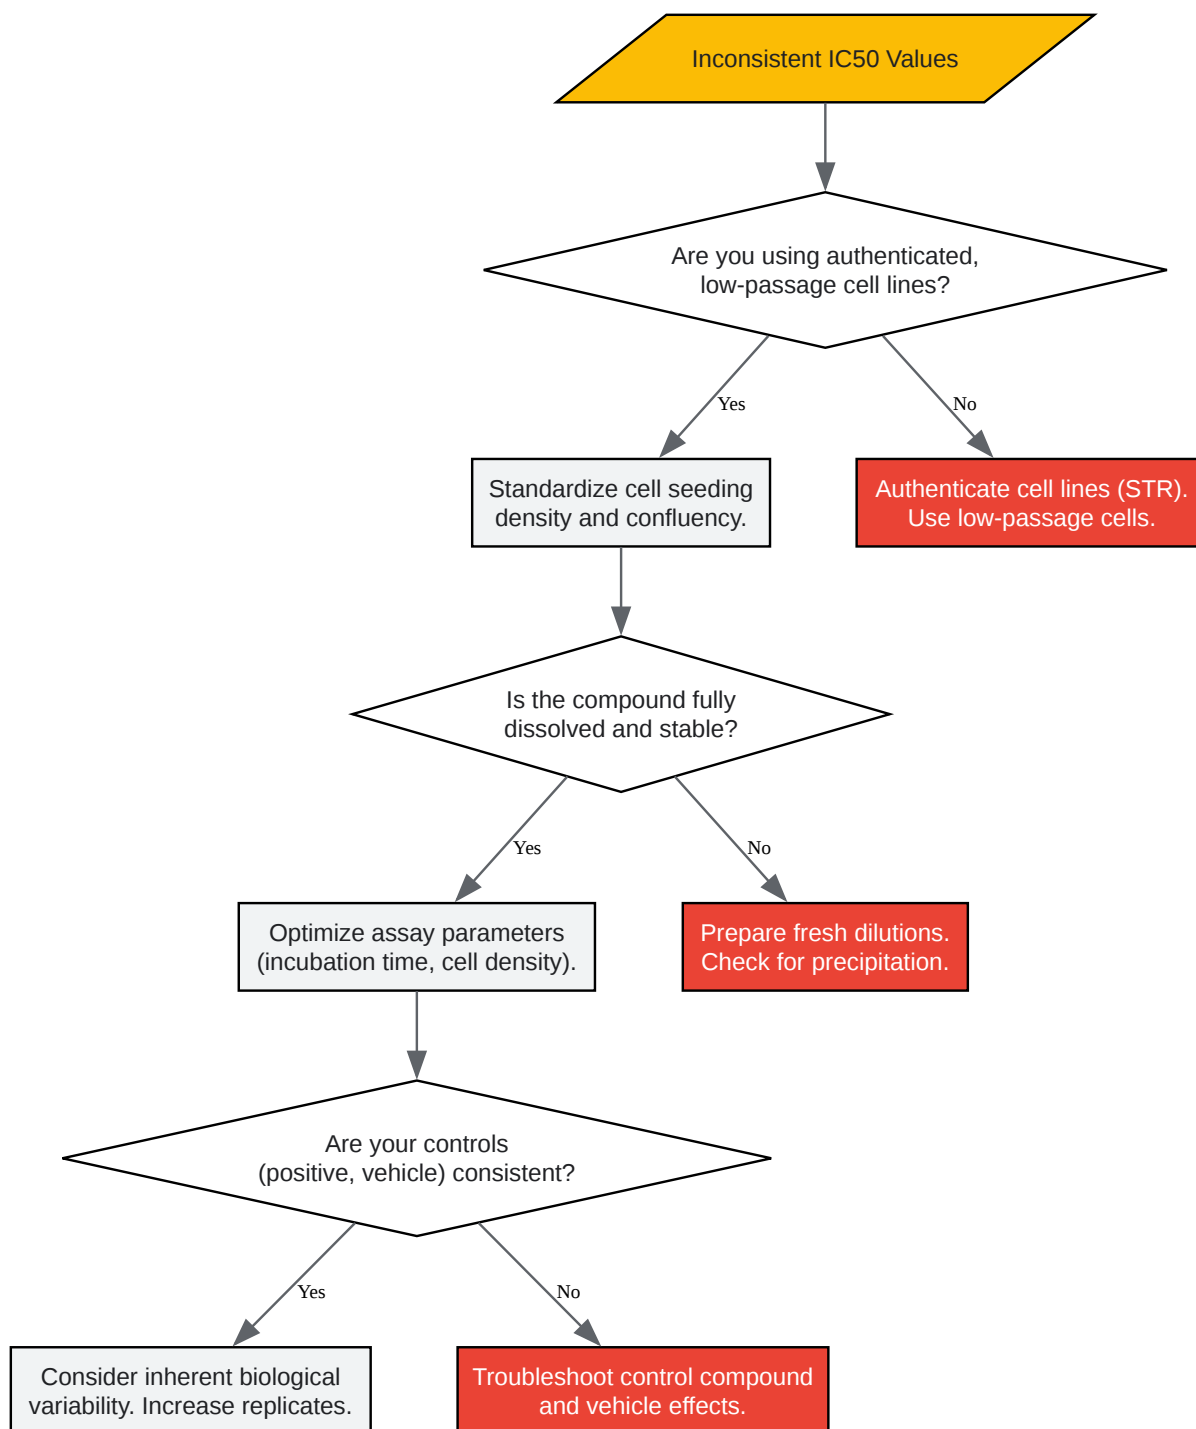 Inconsistent IC50 Values
Are you using authenticated,
low-passage cell lines?
Yes
No
Standardize cell seeding
density and confluency.
Authenticate cell lines (STR).
Use low-passage cells.
Is the compound fully
dissolved and stable?
Yes
No
Optimize assay parameters
(incubation time, cell density).
Prepare fresh dilutions.
Check for precipitation.
Are your controls
(positive, vehicle) consistent?
Yes
No
Consider inherent biological
variability. Increase replicates.
Troubleshoot control compound
and vehicle effects.